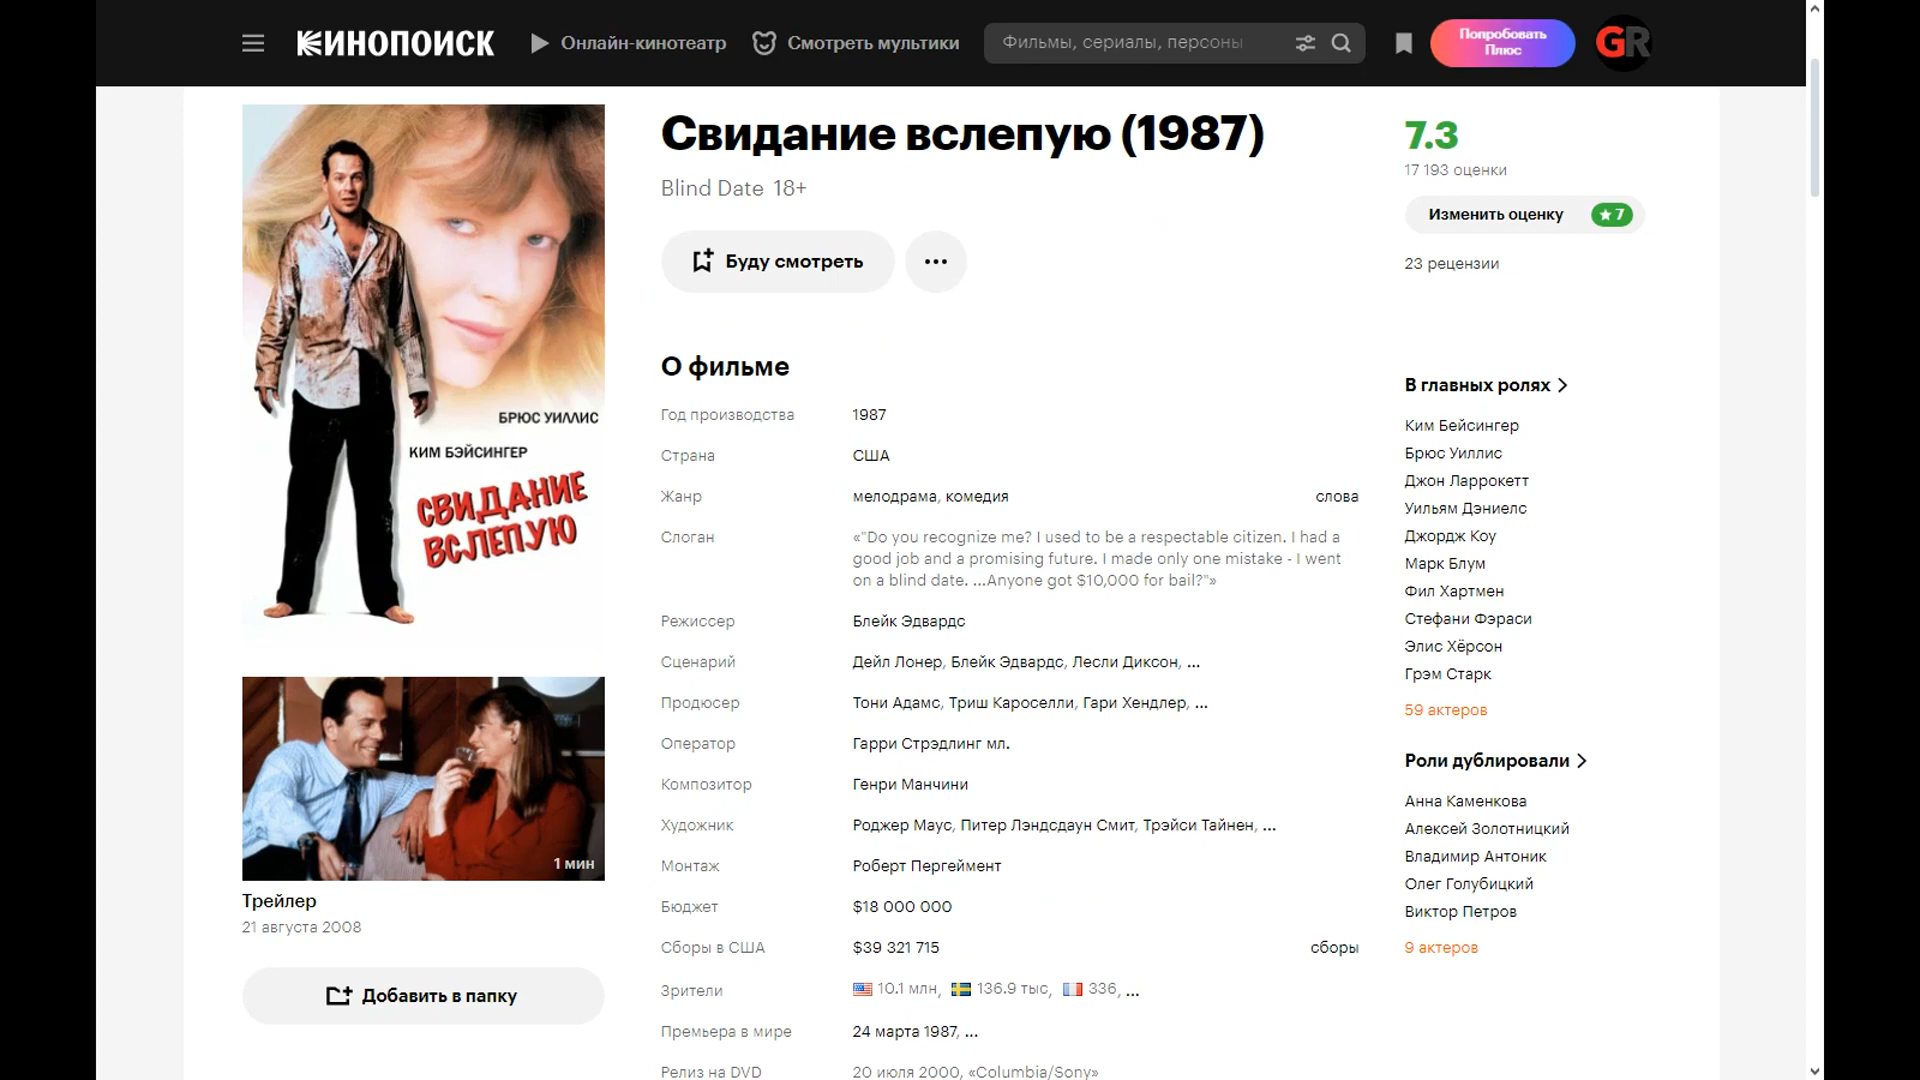 КИНОПОИСК
Онлайн-кинотеатр
Смотреть мультики
Фильмы, сериалы, персоны
Попробовать
Плюс
GR
БРЮС УИЛЛИС
КИМ БЭЙСИНГЕР
СВИДАНИЕ
ВСЛЕПУЮ
1 мин
Трейлер
21 августа 2008
Добавить в папку
Свидание вслепую (1987)
Blind Date 18+
Буду смотреть
О фильме
Год производства 1987
Страна США
Жанр мелодрама, комедия слова
Слоган «"Do you recognize me? I used to be a respectable citizen. I had a
good job and a promising future. I made only one mistake - I went
on a blind date. ...Anyone got $10,000 for bail?"»
Режиссер Блейк Эдвардс
Сценарий Дейл Лонер, Блейк Эдвардс, Лесли Диксон, ...
Продюсер Тони Адамс, Триш Кароселли, Гари Хендлер, ...
Оператор Гарри Стрэдлинг мл.
Композитор Генри Манчини
Художник Роджер Маус, Питер Лэндсдаун Смит, Трэйси Тайнен, ...
Монтаж Роберт Пергеймент
Бюджет $18 000 000
Сборы в США $39 321 715 сборы
Зрители 10.1 млн, 136.9 тыс, 336, ...
Премьера в мире 24 марта 1987, ...
Релиз на DVD 20 июля 2000, «Columbia/Sony»
7.3
17 193 оценки
Изменить оценку ★ 7
23 рецензии
В главных ролях
Ким Бейсингер
Брюс Уиллис
Джон Ларрокетт
Уильям Дэниелс
Джордж Коу
Марк Блум
Фил Хартмен
Стефани Фэраси
Элис Хёрсон
Грэм Старк
59 актеров
Роли дублировали
Анна Каменкова
Алексей Золотницкий
Владимир Антоник
Олег Голубицкий
Виктор Петров
9 актеров